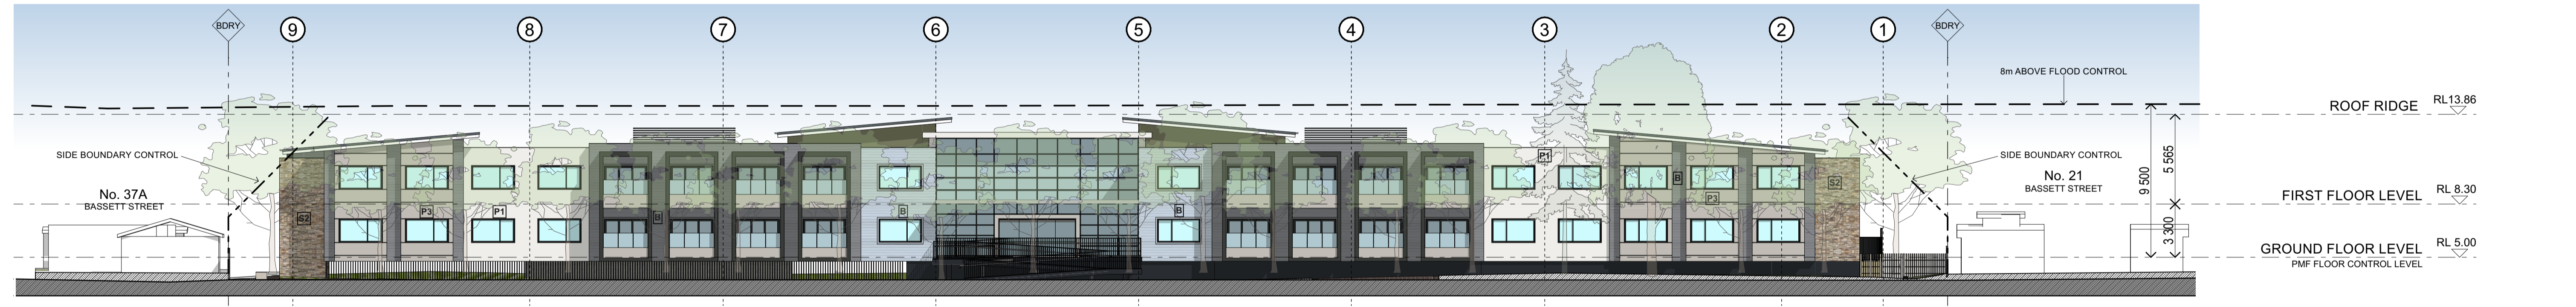 BDRY
9
8
7
6
5
4
3
2
1
BDRY
8m ABOVE FLOOD CONTROL
ROOF RIDGE
RL13.86
SIDE BOUNDARY CONTROL
SIDE BOUNDARY CONTROL
No. 37A
BASSETT STREET
No. 21
BASSETT STREET
S2
P3
P1
B
B
B
P1
B
P3
S2
9 500
5 565
3 300
FIRST FLOOR LEVEL
RL 8.30
GROUND FLOOR LEVEL
RL 5.00
PMF FLOOR CONTROL LEVEL